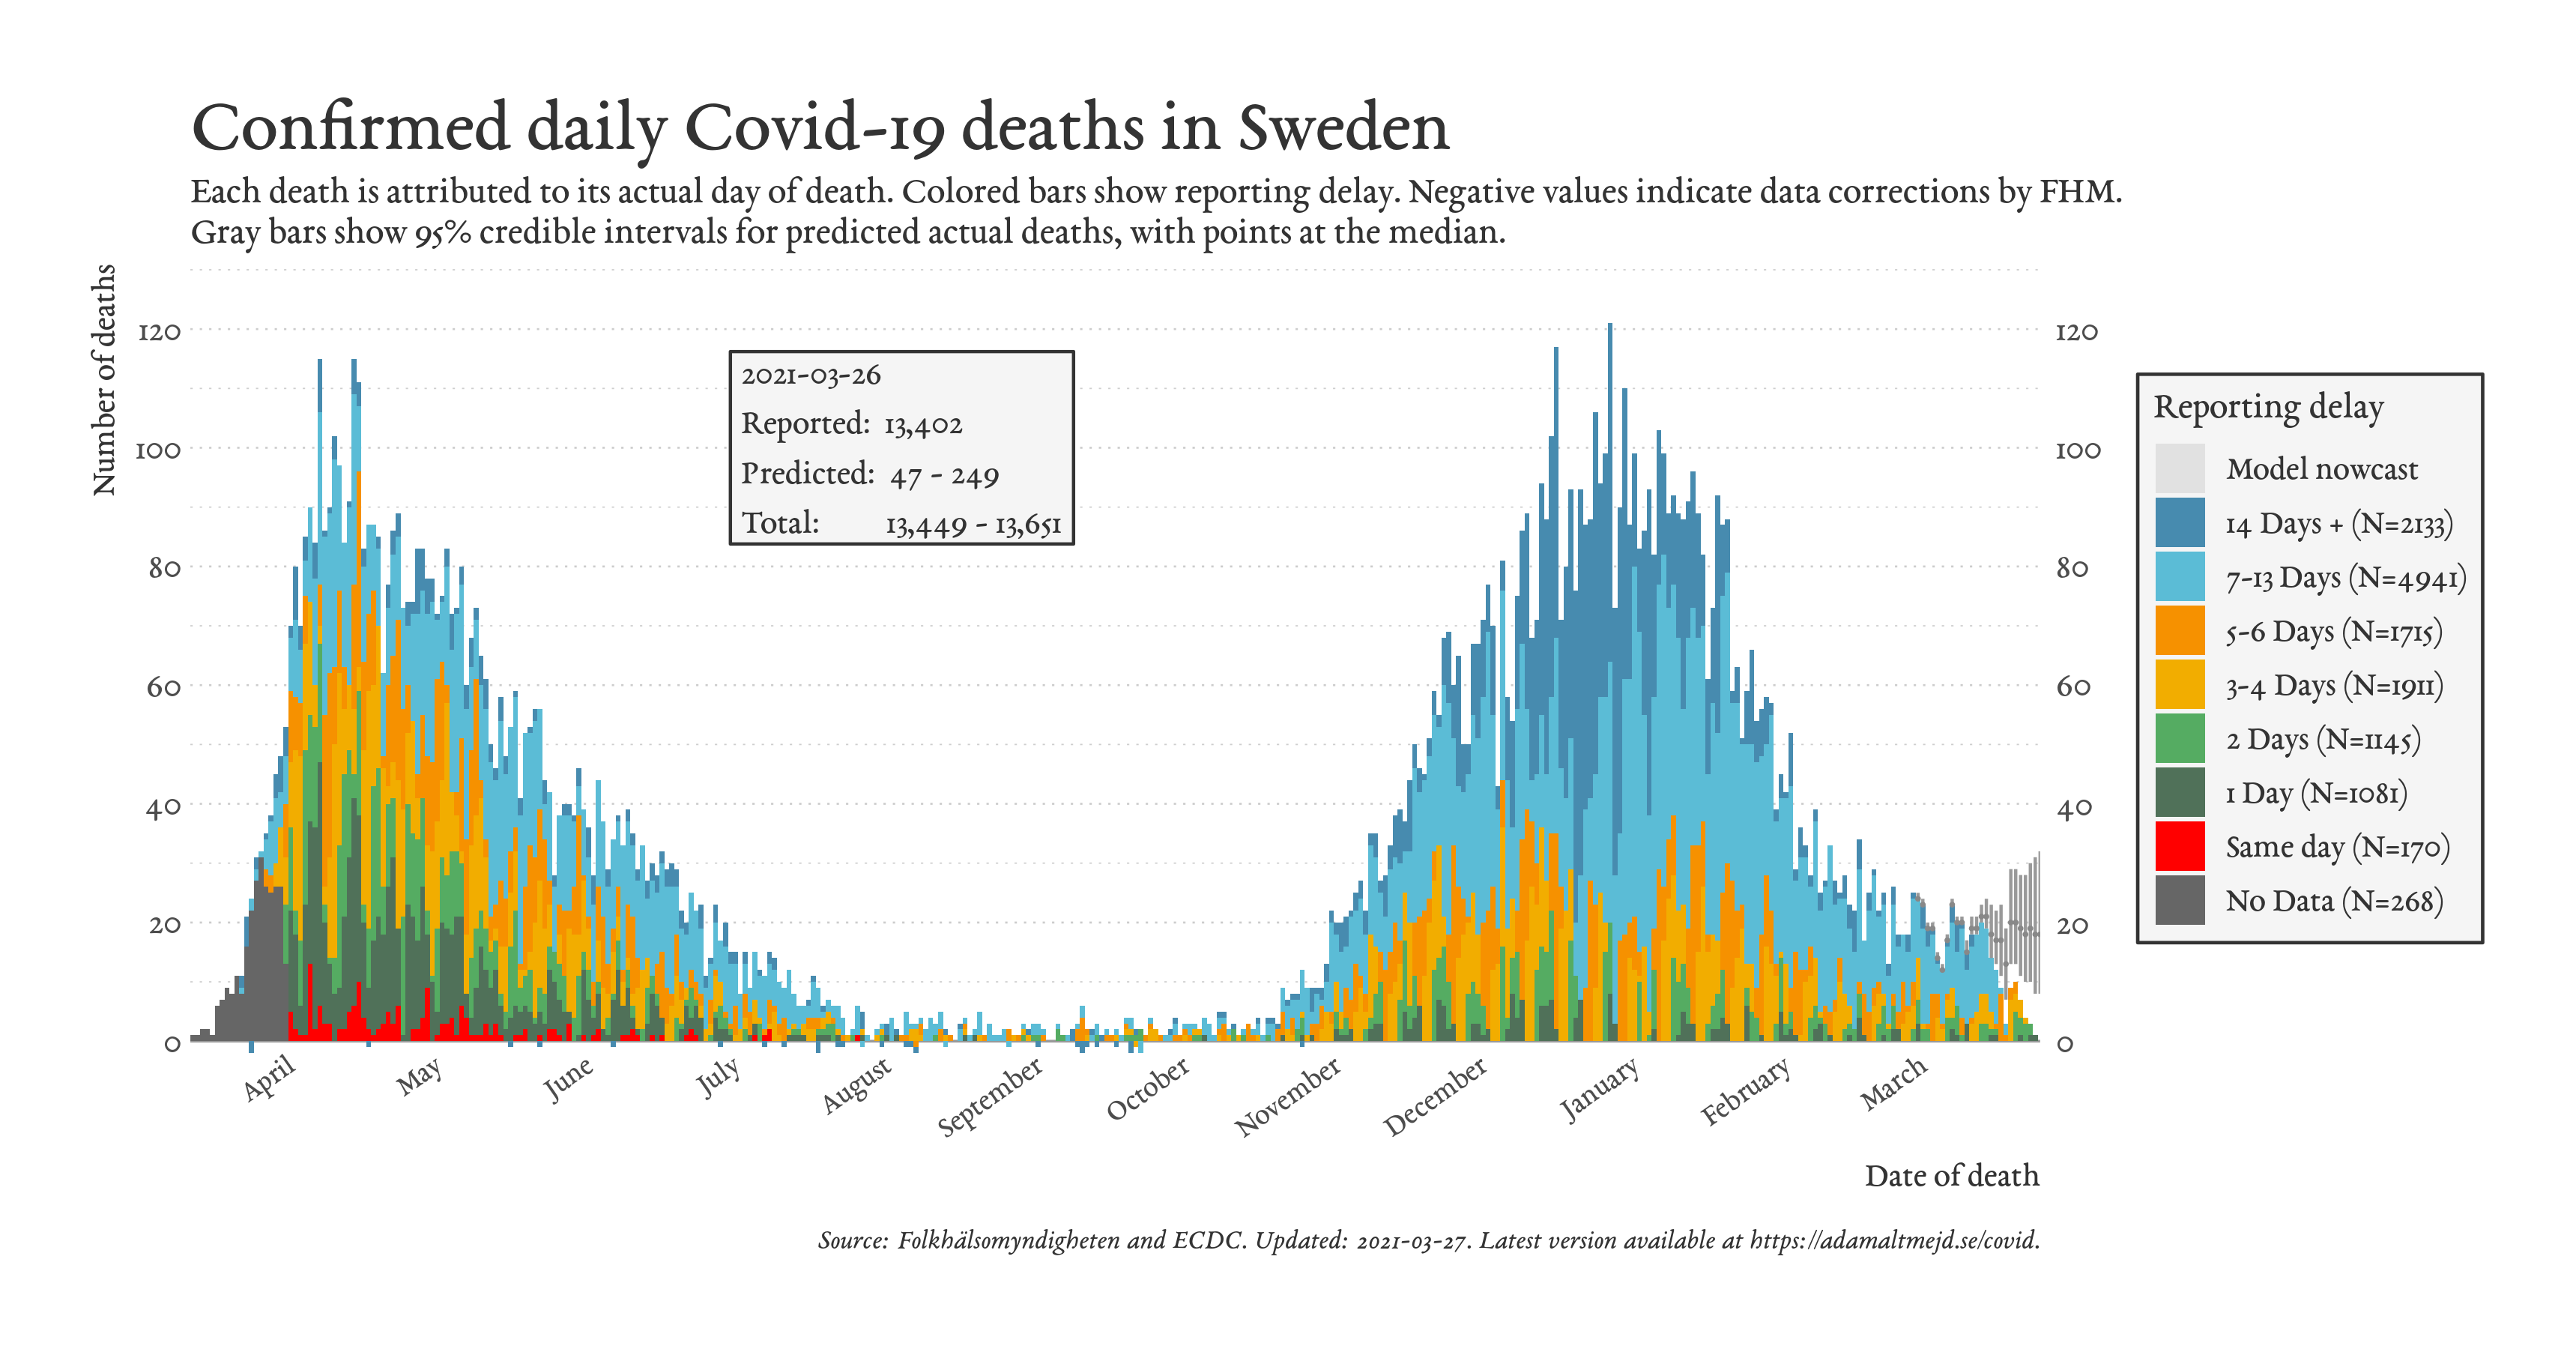 Confirmed daily Covid-19 deaths in Sweden
Each death is attributed to its actual day of death. Colored bars show reporting delay. Negative values indicate data corrections by FHM.
Gray bars show 95% credible intervals for predicted actual deaths, with points at the median.
Number of deaths
120
100
80
60
40
20
0
2021-03-26
Reported: 13,402
Predicted: 47 - 249
Total: 13,449 - 13,651
120
100
80
60
40
20
0
Reporting delay
Model nowcast
14 Days + (N=2133)
7-13 Days (N=4941)
5-6 Days (N=1715)
3-4 Days (N=1911)
2 Days (N=1145)
1 Day (N=1081)
Same day (N=170)
No Data (N=268)
April
May
June
July
August
September
October
November
December
January
February
March
Date of death
Source: Folkhälsomyndigheten and ECDC. Updated: 2021-03-27. Latest version available at https://adamaltmejd.se/covid.